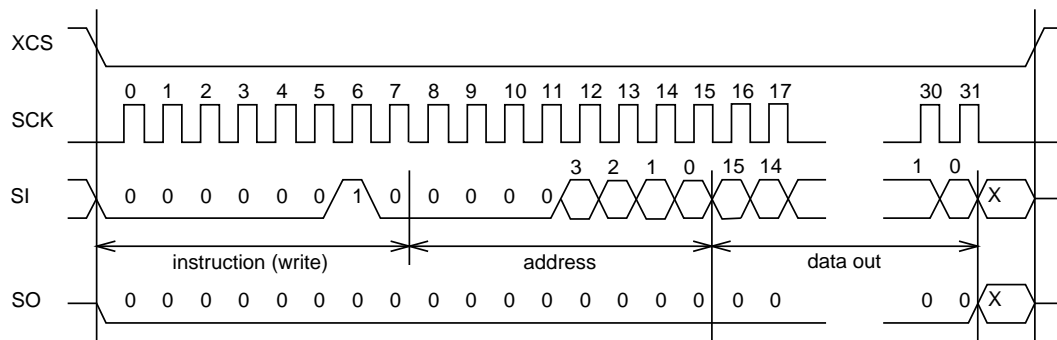 XCS
0 1 2 3 4 5 6 7 8 9 10 11 12 13 14 15 16 17 30 31
SCK
3 2 1 0 15 14 1 0
SI 0 0 0 0 0 0 1 0 0 0 0 0 X
instruction (write) address data out
SO 0 0 0 0 0 0 0 0 0 0 0 0 0 0 0 0 0 0 0 0 X